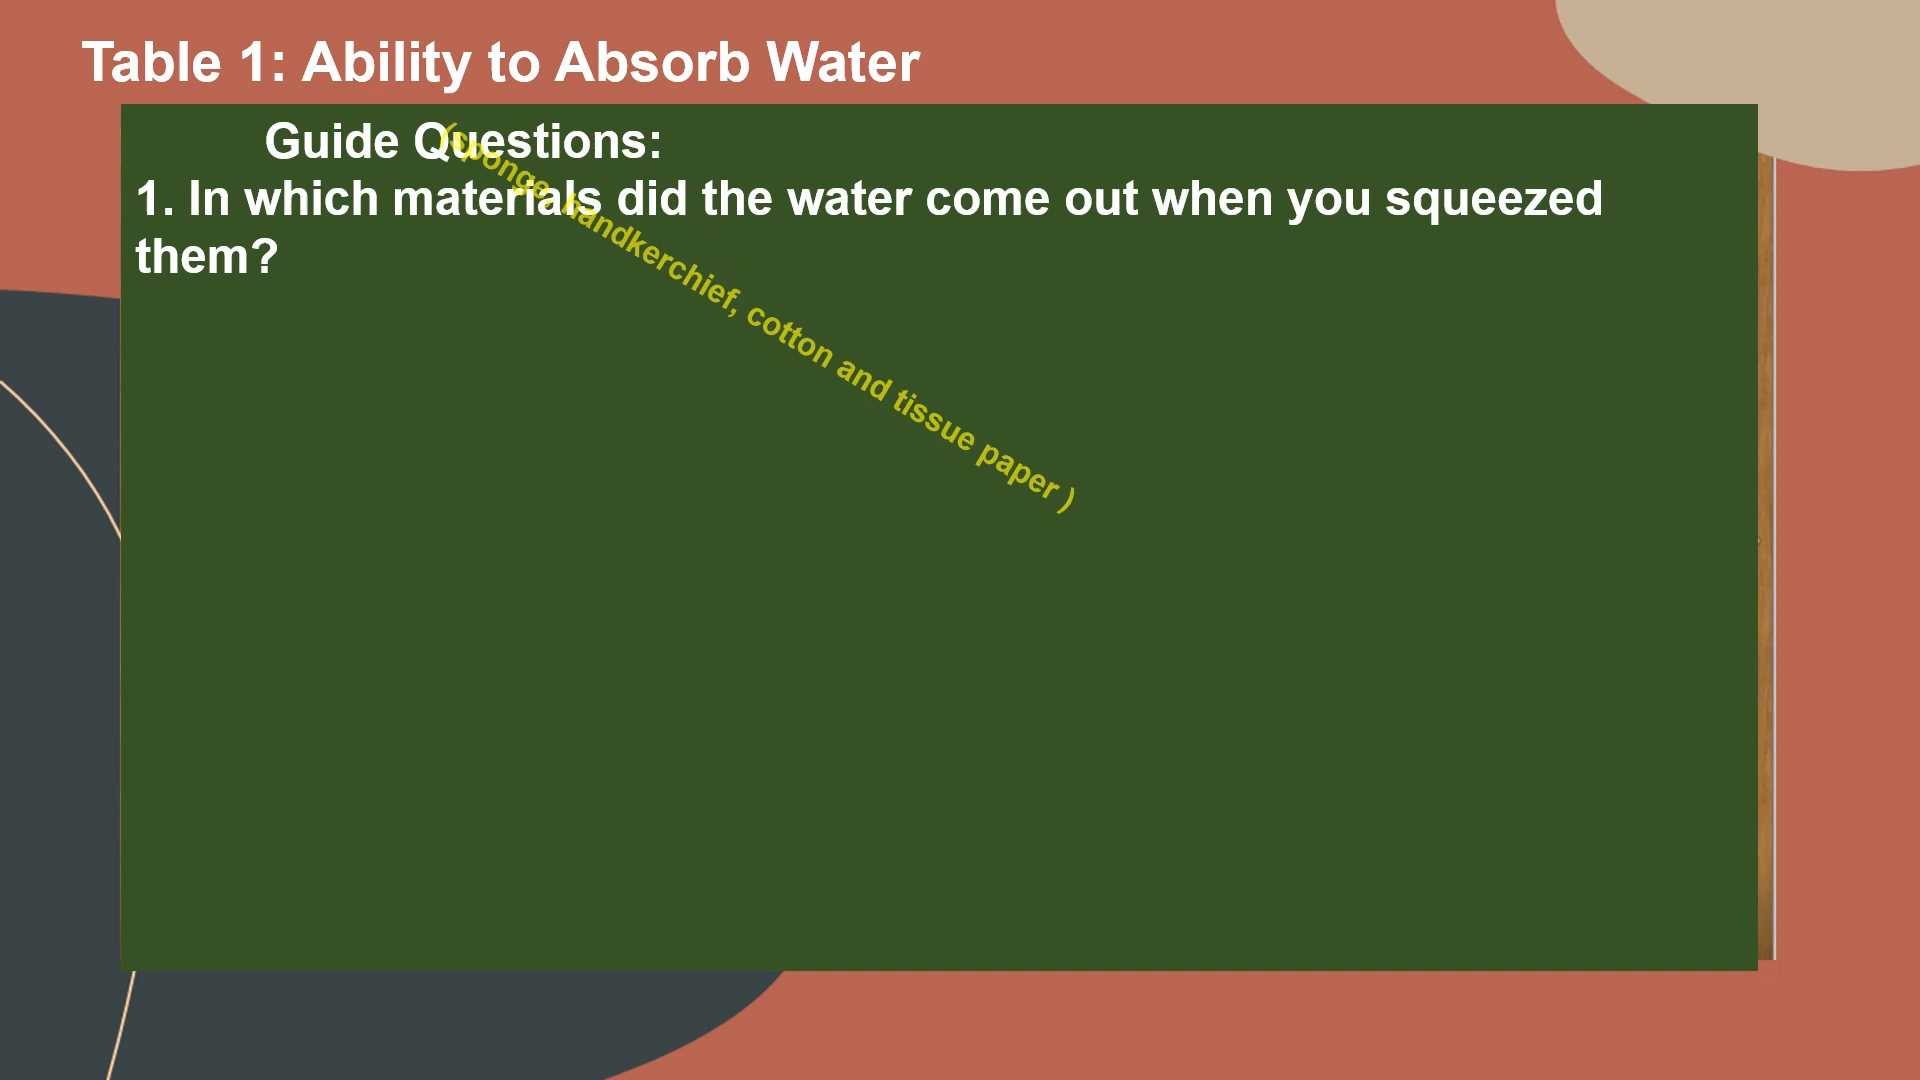 Table 1: Ability to Absorb Water
Guide Questions:
1. In which materials did the water come out when you squeezed
them?
(sponge, handkerchief, cotton and tissue paper )